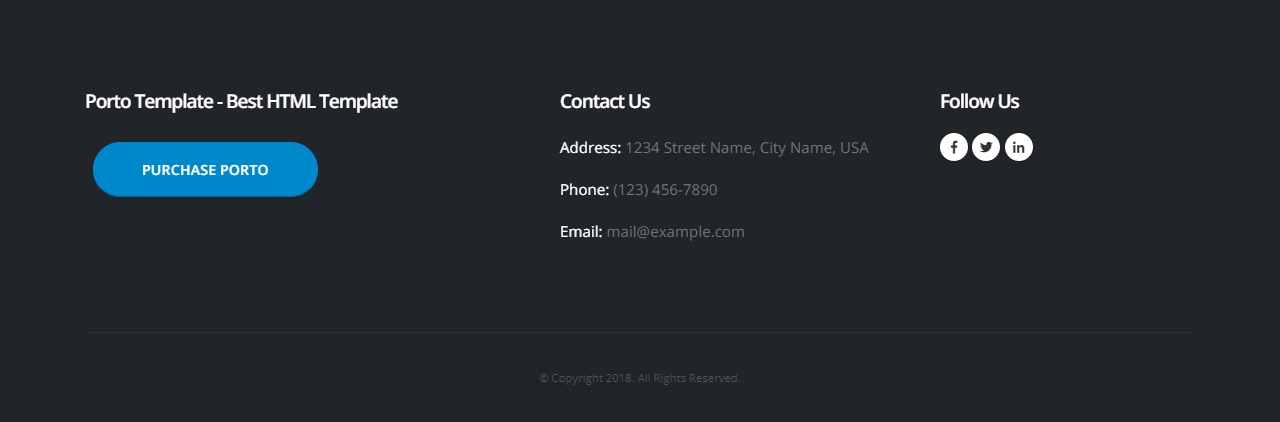 Porto Template - Best HTML Template
PURCHASE PORTO
Contact Us
Address: 1234 Street Name, City Name, USA
Phone: (123) 456-7890
Email: mail@example.com
Follow Us
© Copyright 2018. All Rights Reserved.